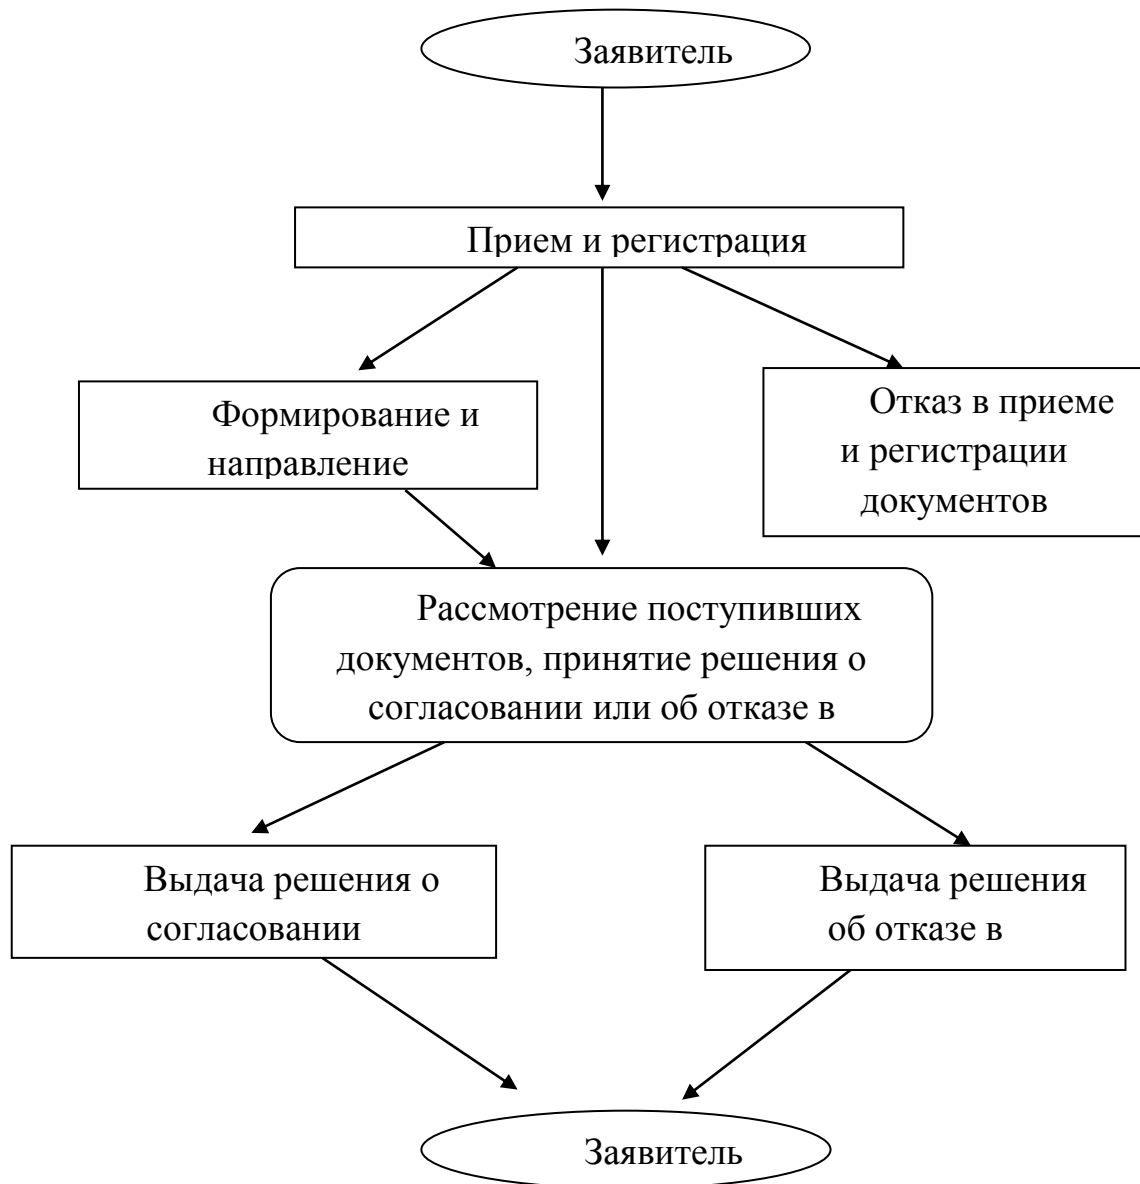 Заявитель
Прием и регистрация
Формирование и
направление
Отказ в приеме
и регистрации
документов
Рассмотрение поступивших
документов, принятие решения о
согласовании или об отказе в
Выдача решения о
согласовании
Выдача решения
об отказе в
Заявитель